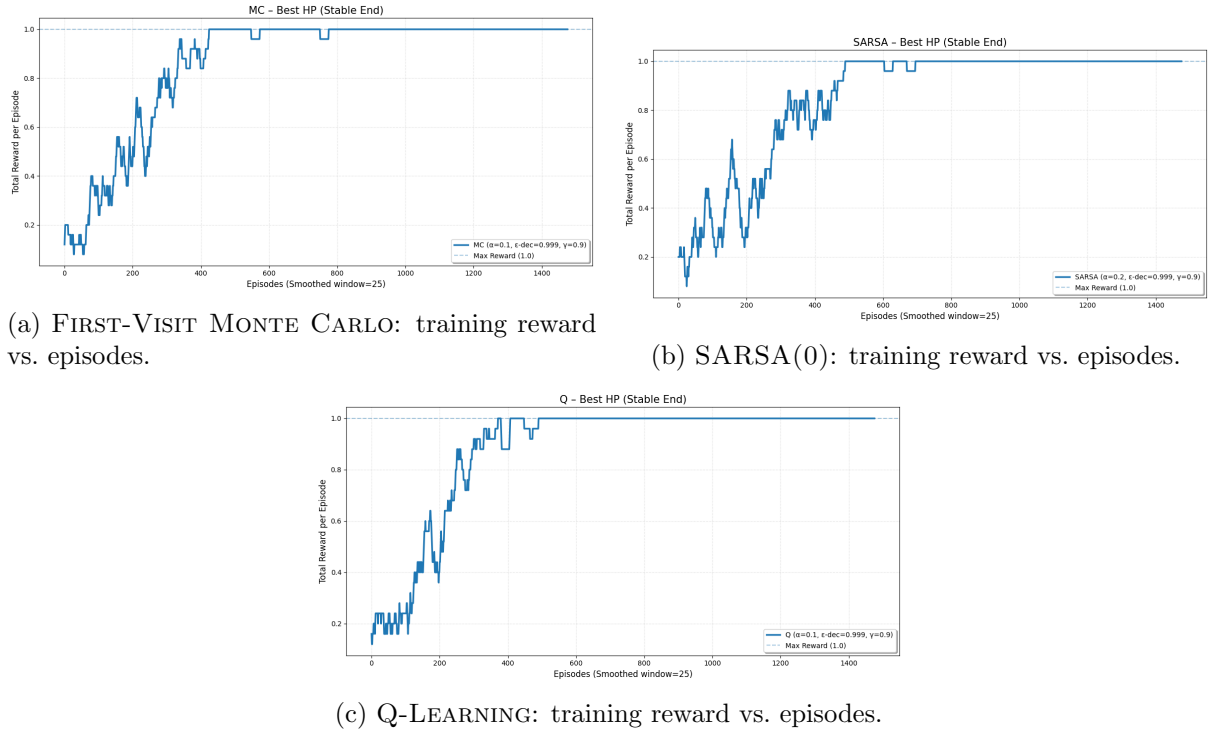 MC – Best HP (Stable End)
Total Reward per Episode
1.0
0.8
0.6
0.4
0.2
MC (α=0.1, ε-dec=0.999, γ=0.9)
Max Reward (1.0)
0 200 400 600 800 1000 1200 1400
Episodes (Smoothed window=25)
(a) First-Visit Monte Carlo: training reward
vs. episodes.
SARSA – Best HP (Stable End)
Total Reward per Episode
1.0
0.8
0.6
0.4
0.2
SARSA (α=0.2, ε-dec=0.999, γ=0.9)
Max Reward (1.0)
0 200 400 600 800 1000 1200 1400
Episodes (Smoothed window=25)
(b) SARSA(0): training reward vs. episodes.
Q – Best HP (Stable End)
Total Reward per Episode
1.0
0.8
0.6
0.4
0.2
Q (α=0.1, ε-dec=0.999, γ=0.9)
Max Reward (1.0)
0 200 400 600 800 1000 1200 1400
Episodes (Smoothed window=25)
(c) Q-Learning: training reward vs. episodes.